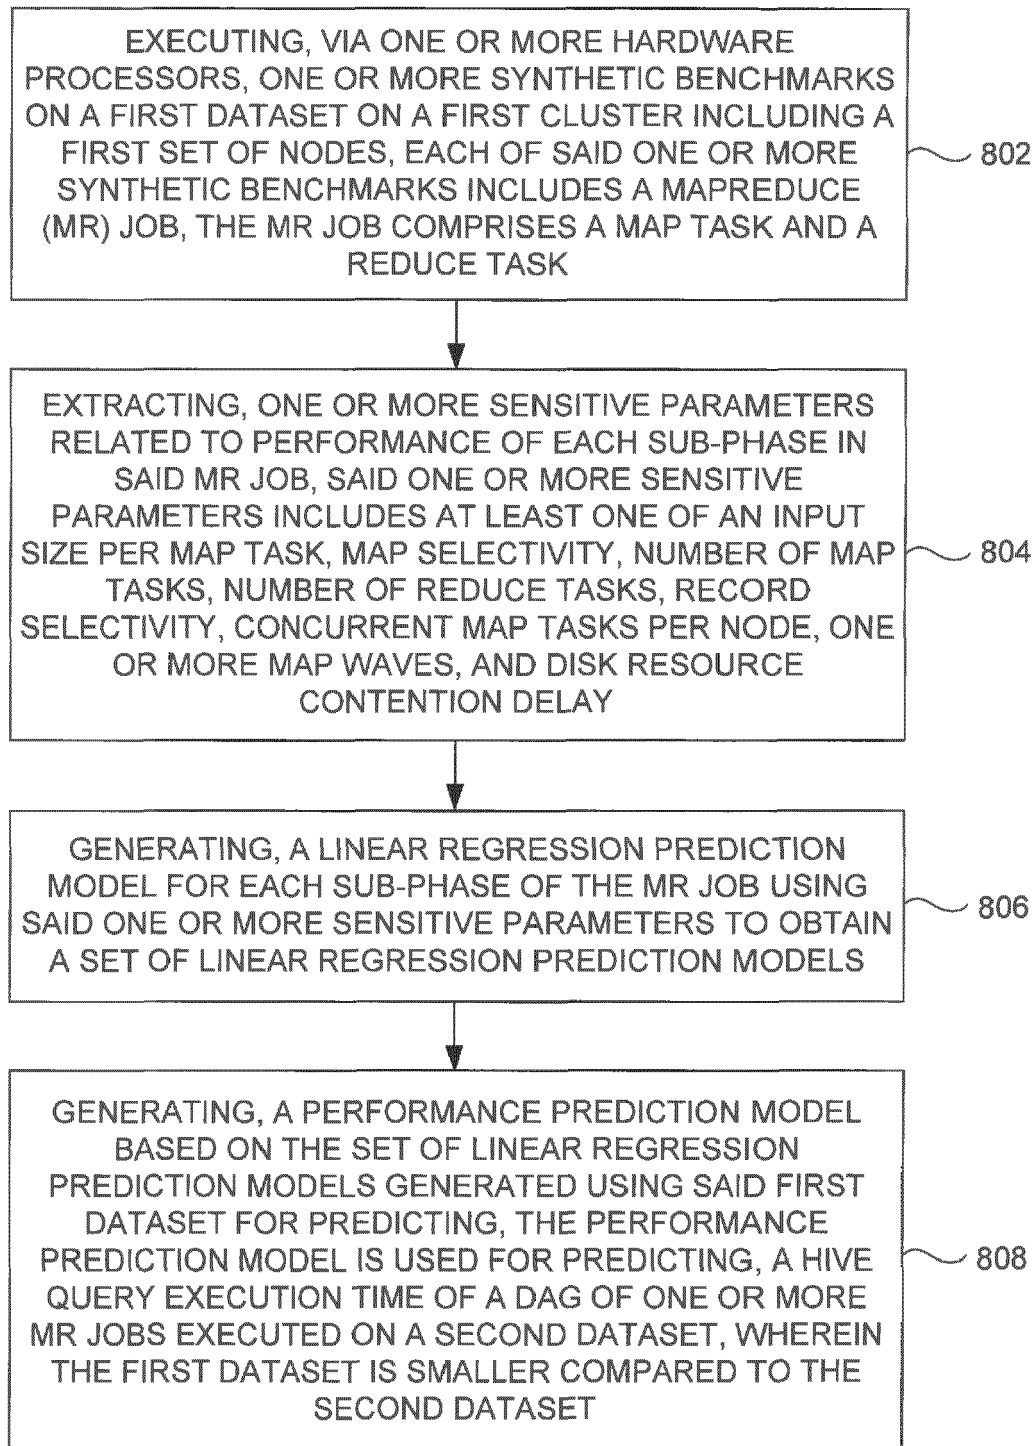 EXECUTING, VIA ONE OR MORE HARDWARE
PROCESSORS, ONE OR MORE SYNTHETIC BENCHMARKS
ON A FIRST DATASET ON A FIRST CLUSTER INCLUDING A
FIRST SET OF NODES, EACH OF SAID ONE OR MORE
SYNTHETIC BENCHMARKS INCLUDES A MAPREDUCE
(MR) JOB, THE MR JOB COMPRISES A MAP TASK AND A
REDUCE TASK
802
EXTRACTING, ONE OR MORE SENSITIVE PARAMETERS
RELATED TO PERFORMANCE OF EACH SUB-PHASE IN
SAID MR JOB, SAID ONE OR MORE SENSITIVE
PARAMETERS INCLUDES AT LEAST ONE OF AN INPUT
SIZE PER MAP TASK, MAP SELECTIVITY, NUMBER OF MAP
TASKS, NUMBER OF REDUCE TASKS, RECORD
SELECTIVITY, CONCURRENT MAP TASKS PER NODE, ONE
OR MORE MAP WAVES, AND DISK RESOURCE
CONTENTION DELAY
804
GENERATING, A LINEAR REGRESSION PREDICTION
MODEL FOR EACH SUB-PHASE OF THE MR JOB USING
SAID ONE OR MORE SENSITIVE PARAMETERS TO OBTAIN
A SET OF LINEAR REGRESSION PREDICTION MODELS
806
GENERATING, A PERFORMANCE PREDICTION MODEL
BASED ON THE SET OF LINEAR REGRESSION
PREDICTION MODELS GENERATED USING SAID FIRST
DATASET FOR PREDICTING, THE PERFORMANCE
PREDICTION MODEL IS USED FOR PREDICTING, A HIVE
QUERY EXECUTION TIME OF A DAG OF ONE OR MORE
MR JOBS EXECUTED ON A SECOND DATASET, WHEREIN
THE FIRST DATASET IS SMALLER COMPARED TO THE
SECOND DATASET
808